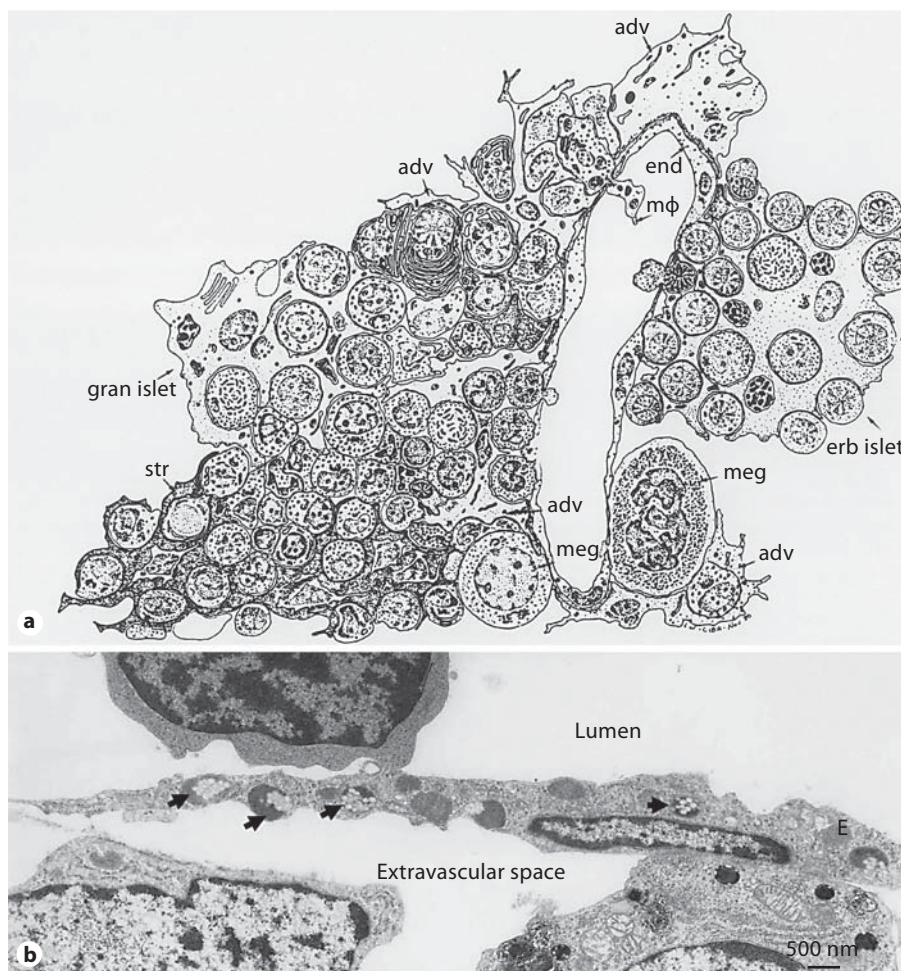 adv
adv
end
mϕ
gran islet
erb islet
str
meg
adv
meg
adv
a
Lumen
E
Extravascular space
b
500 nm